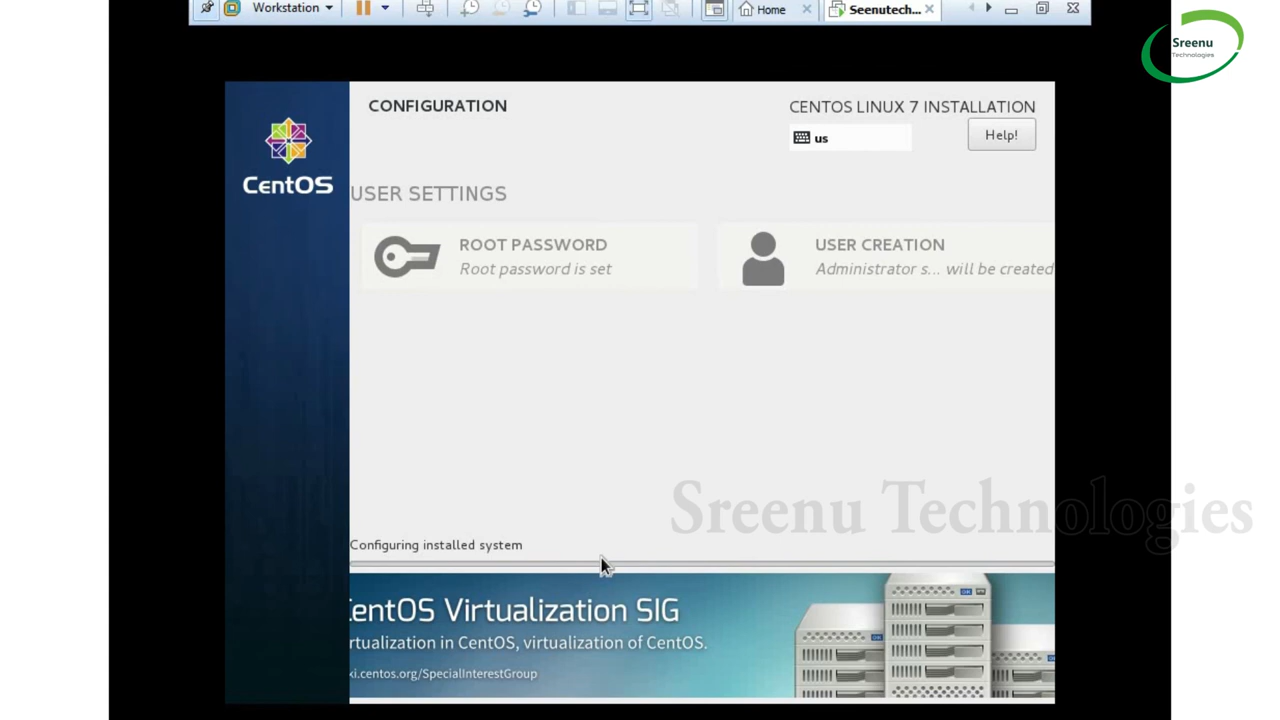 Workstation
Home
Seenutech...
Sreenu
Technologies
CentOS
CONFIGURATION
CENTOS LINUX 7 INSTALLATION
us
Help!
USER SETTINGS
ROOT PASSWORD
Root password is set
USER CREATION
Administrator s... will be created
Sreenu Technologies
Configuring installed system
CentOS Virtualization SIG
rtualization in CentOS, virtualization of CentOS.
ki.centos.org/SpecialInterestGroup